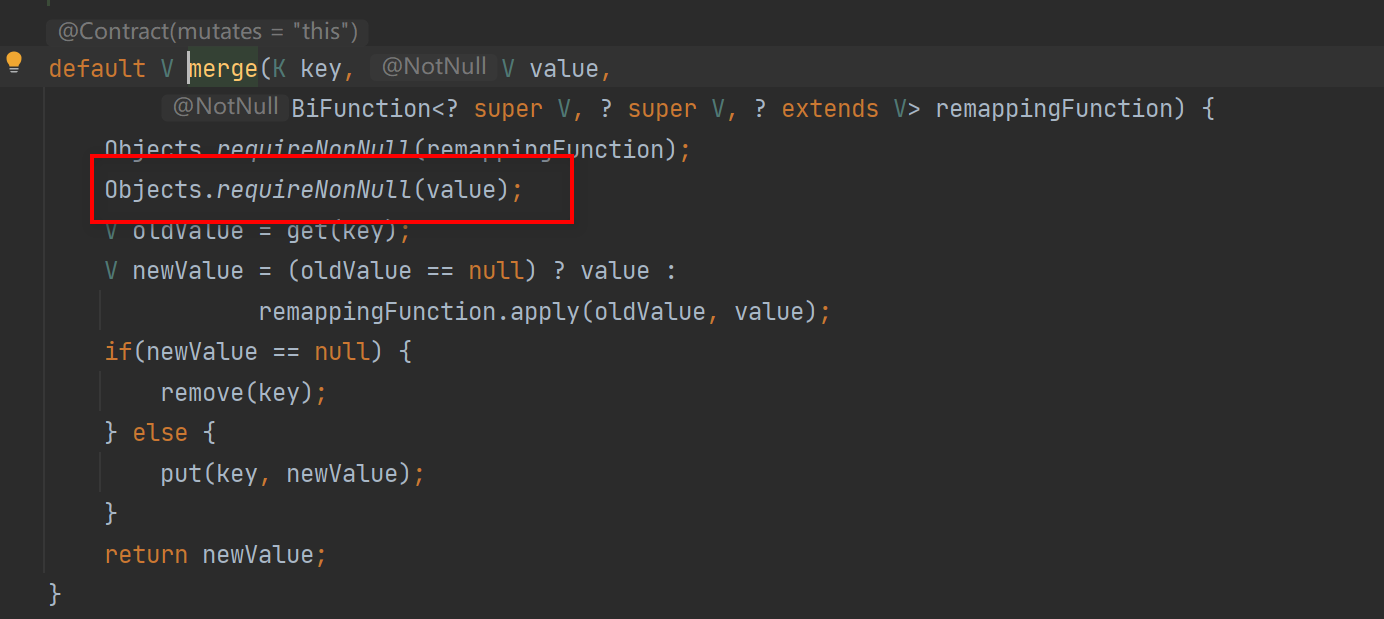 @Contract(mutates = "this")
default V merge(K key, @NotNull V value,
@NotNull BiFunction<? super V, ? super V, ? extends V> remappingFunction) {
Objects.requireNonNull(remappingFunction);
Objects.requireNonNull(value);
V oldValue = get(key);
V newValue = (oldValue == null) ? value :
remappingFunction.apply(oldValue, value);
if(newValue == null) {
remove(key);
} else {
put(key, newValue);
}
return newValue;
}